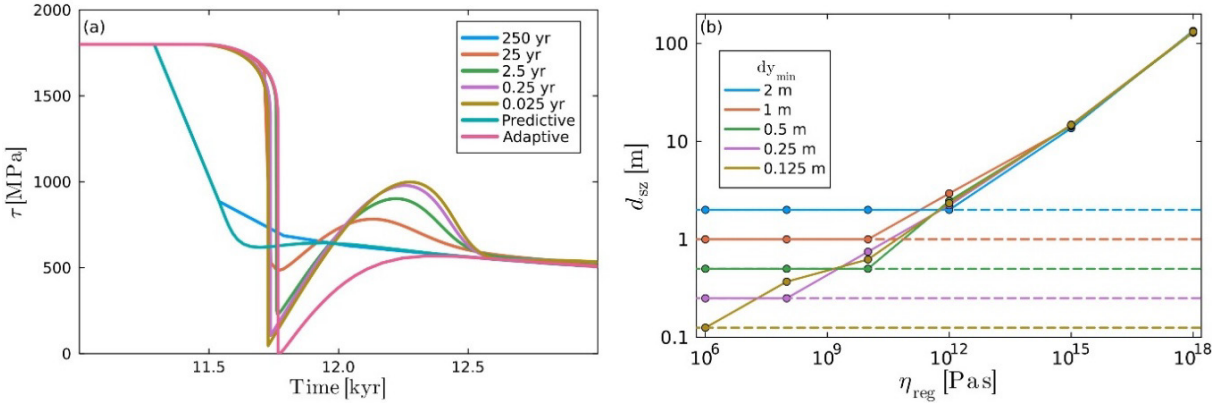 (a)
2000
1500
1000
500
0
τ [MPa]
11.5
12.0
12.5
Time [kyr]
250 yr
25 yr
2.5 yr
0.25 yr
0.025 yr
Predictive
Adaptive
(b)
100
10
1
0.1
d_sz [m]
10^6
10^9
10^12
10^15
10^18
η_reg [Pa s]
dy_min
2 m
1 m
0.5 m
0.25 m
0.125 m